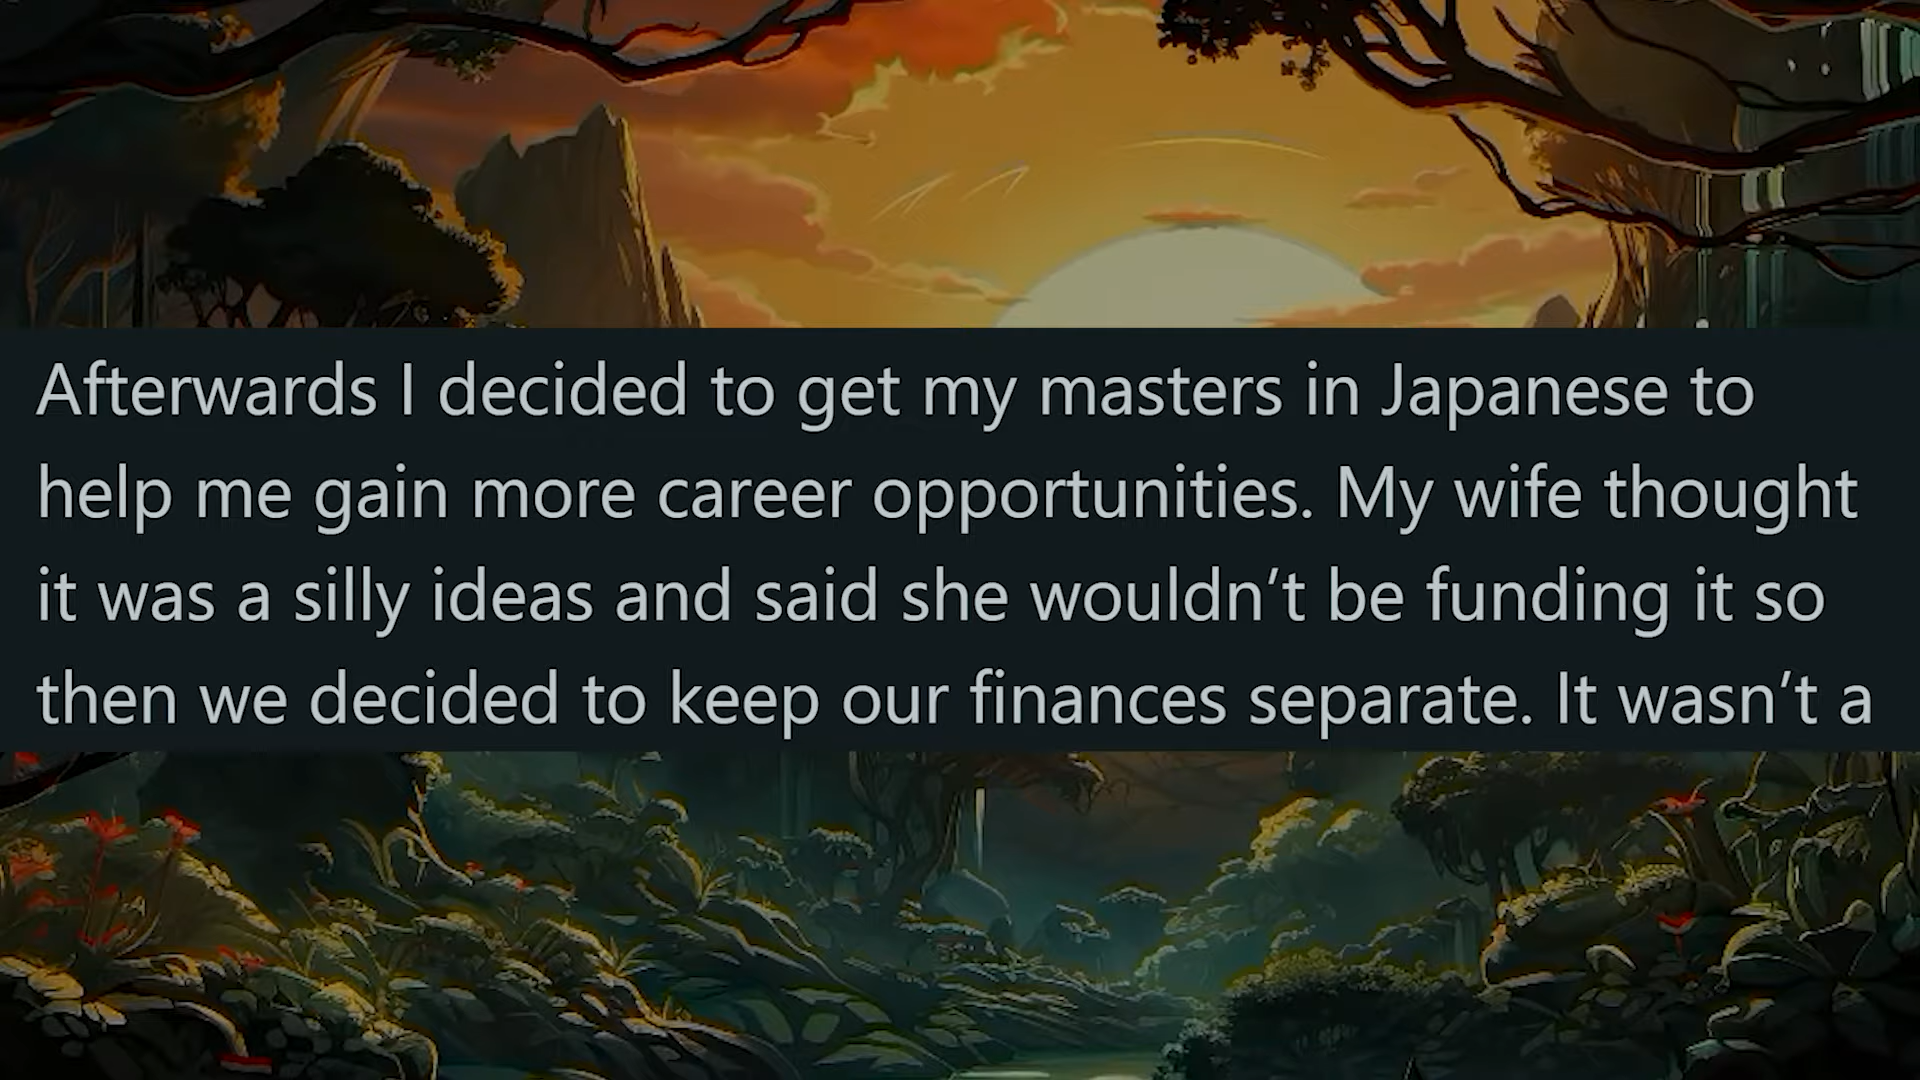 Afterwards I decided to get my masters in Japanese to
help me gain more career opportunities. My wife thought
it was a silly ideas and said she wouldn’t be funding it so
then we decided to keep our finances separate. It wasn’t a